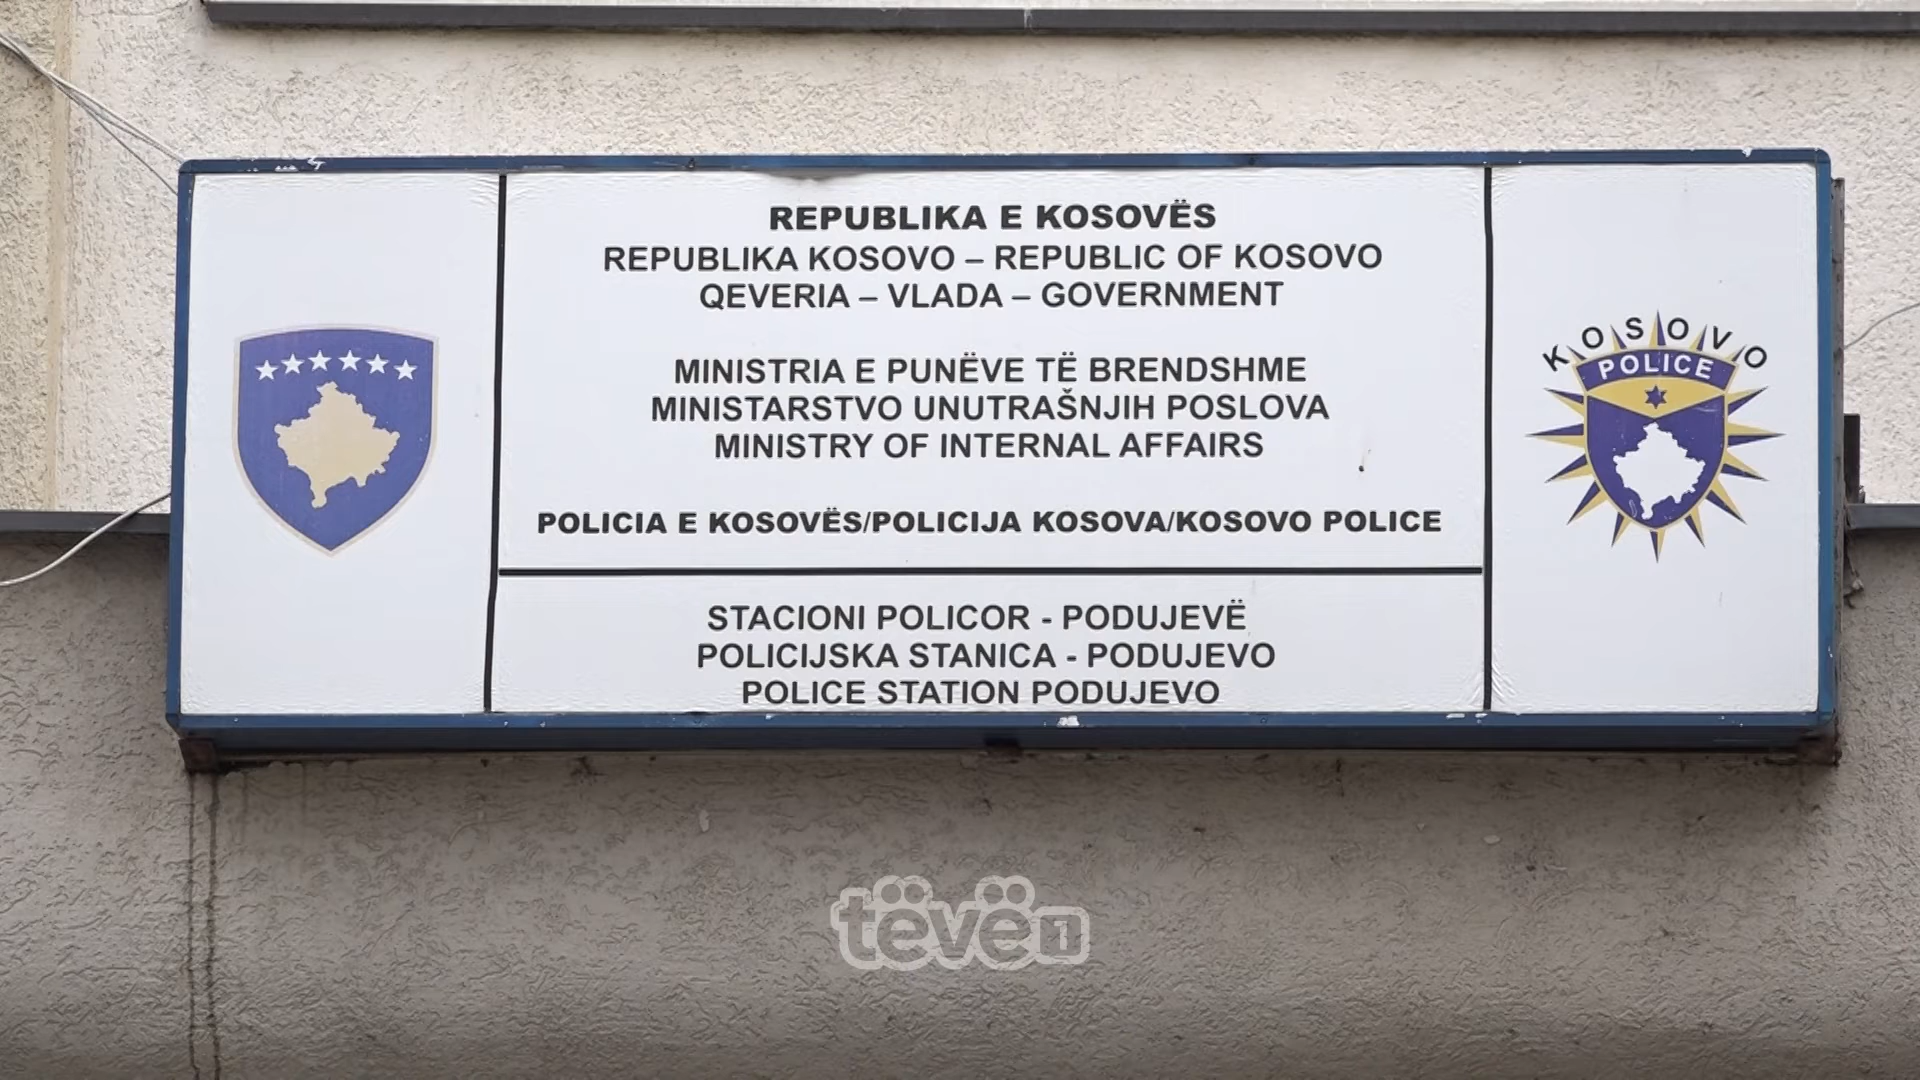 REPUBLIKA E KOSOVËS
REPUBLIKA KOSOVO – REPUBLIC OF KOSOVO
QEVERIA – VLADA – GOVERNMENT
MINISTRIA E PUNËVE TË BRENDSHME
MINISTARSTVO UNUTRAŠNJIH POSLOVA
MINISTRY OF INTERNAL AFFAIRS
POLICIA E KOSOVËS/POLICIJA KOSOVA/KOSOVO POLICE
STACIONI POLICOR - PODUJEVË
POLICIJSKA STANICA - PODUJEVO
POLICE STATION PODUJEVO
KOSOVO
POLICE
tëvë1